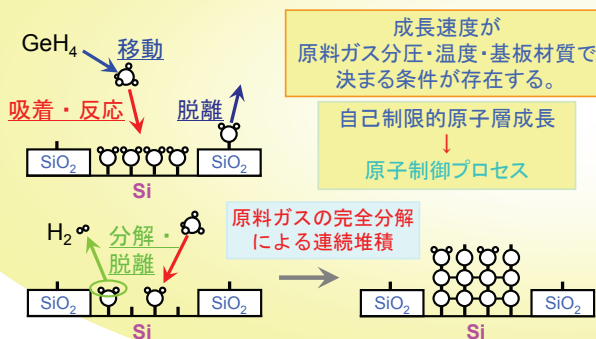 GeH4
移動
吸着・反応
脱離
SiO2
SiO2
Si
成長速度が
原料ガス分圧・温度・基板材質で
決まる条件が存在する。
自己制限的原子層成長
↓
原子制御プロセス
H2
分解・
脱離
原料ガスの完全分解
による連続堆積
SiO2
SiO2
Si
SiO2
SiO2
Si